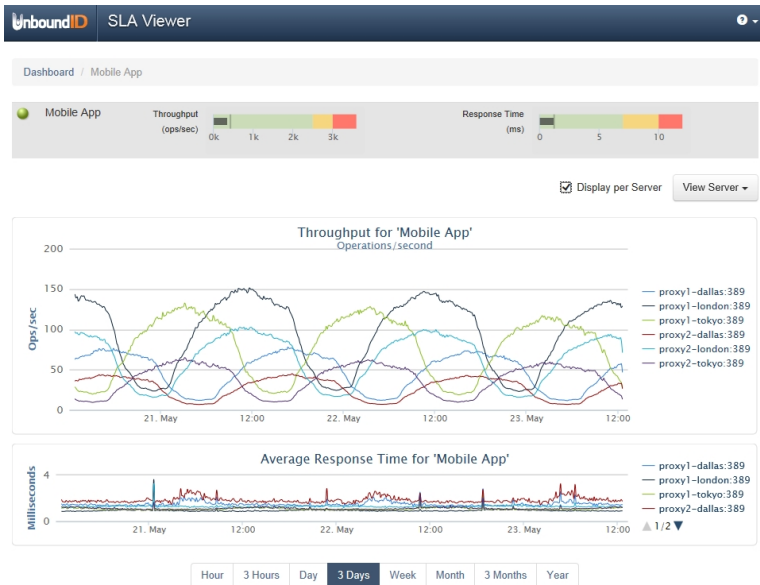 UnboundID SLA Viewer ?
Dashboard / Mobile App
Mobile App
Throughput
(ops/sec)
0k 1k 2k 3k
Response Time
(ms)
0 5 10
Display per Server
View Server
Throughput for 'Mobile App'
Operations/second
Ops/sec
200
150
100
50
0
21. May 12:00 22. May 12:00 23. May 12:00
proxy1-dallas:389
proxy1-london:389
proxy1-tokyo:389
proxy2-dallas:389
proxy2-london:389
proxy2-tokyo:389
Average Response Time for 'Mobile App'
Milliseconds
4
2
0
21. May 12:00 22. May 12:00 23. May 12:00
proxy1-dallas:389
proxy1-london:389
proxy1-tokyo:389
proxy2-dallas:389
1/2
Hour 3 Hours Day 3 Days Week Month 3 Months Year